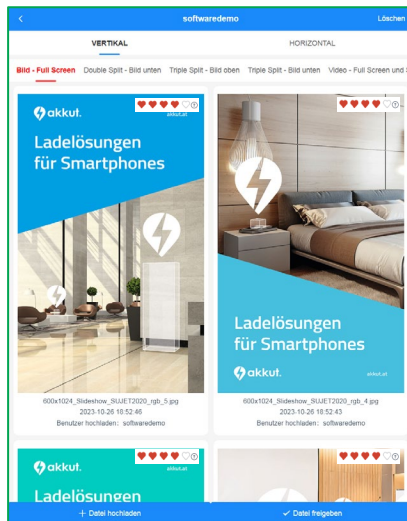 softwaredemo
Löschen
VERTIKAL
HORIZONTAL
Bild - Full Screen
Double Split - Bild unten
Triple Split - Bild oben
Triple Split - Bild unten
Video - Full Screen und
akkut.
akkut.at
Ladelösungen
für Smartphones
600x1024_Slideshow_SUJET2020_rgb_5.jpg
2023-10-26 18:52:46
Benutzer hochladen: softwaredemo
Ladelösungen
für Smartphones
akkut.
akkut.at
600x1024_Slideshow_SUJET2020_rgb_4.jpg
2023-10-26 18:52:43
Benutzer hochladen: softwaredemo
akkut.
akkut.at
Ladelösungen
+ Datei hochladen
✓ Datei freigeben